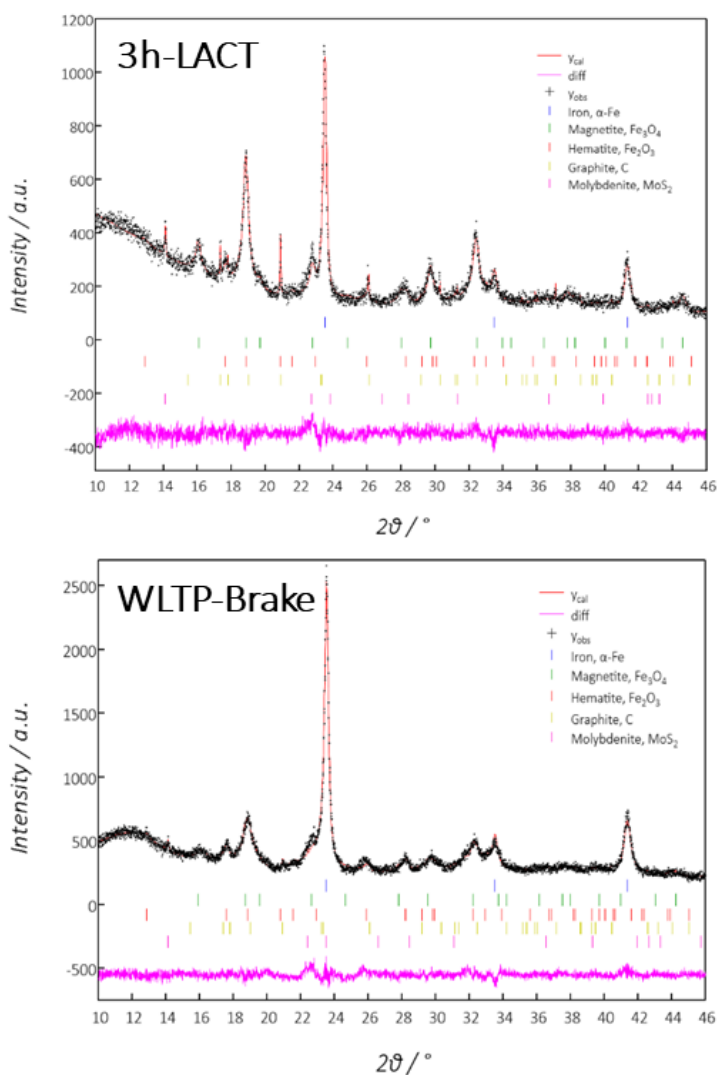 3h-LACT
Intensity / a.u.
1200
1000
800
600
400
200
0
-200
-400
y_cal
diff
y_obs
Iron, α-Fe
Magnetite, Fe₃O₄
Hematite, Fe₂O₃
Graphite, C
Molybdenite, MoS₂
10 12 14 16 18 20 22 24 26 28 30 32 34 36 38 40 42 44 46
2ϑ / °
WLTP-Brake
Intensity / a.u.
2500
2000
1500
1000
500
0
-500
y_cal
diff
y_obs
Iron, α-Fe
Magnetite, Fe₃O₄
Hematite, Fe₂O₃
Graphite, C
Molybdenite, MoS₂
10 12 14 16 18 20 22 24 26 28 30 32 34 36 38 40 42 44 46
2ϑ / °